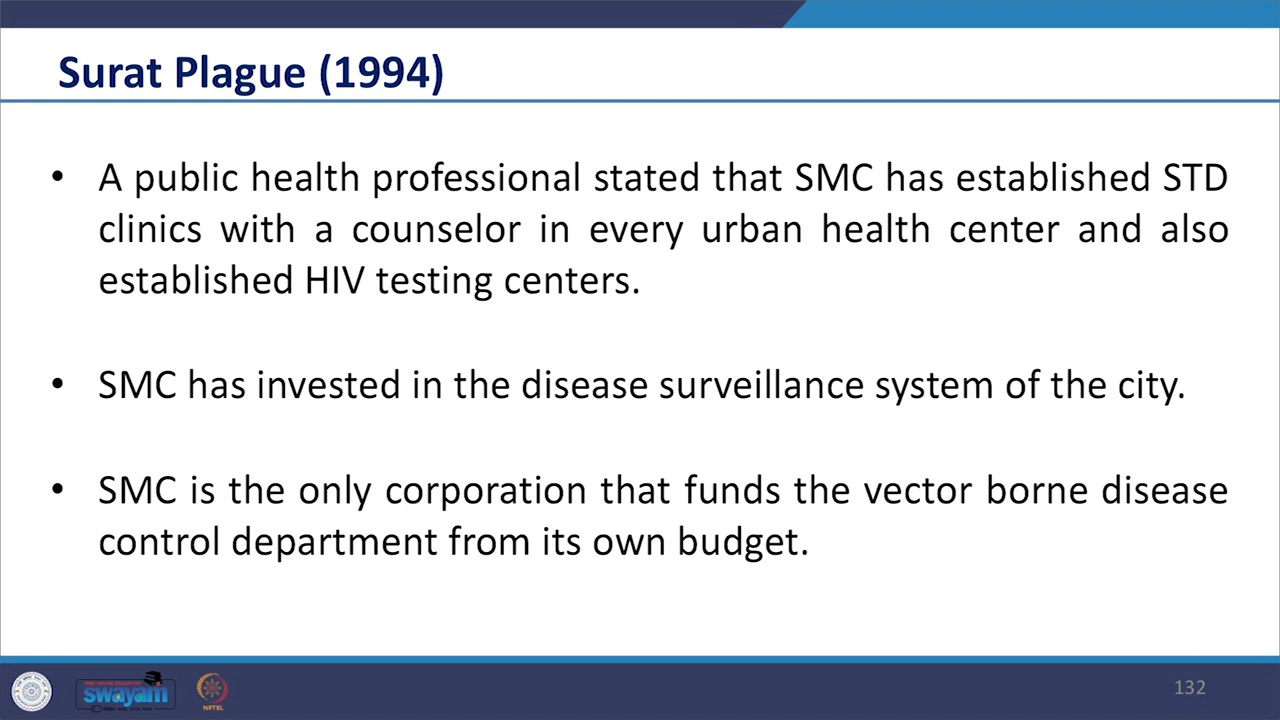 Surat Plague (1994)
• A public health professional stated that SMC has established STD
clinics with a counselor in every urban health center and also
established HIV testing centers.
• SMC has invested in the disease surveillance system of the city.
• SMC is the only corporation that funds the vector borne disease
control department from its own budget.
swayam
NPTEL
132